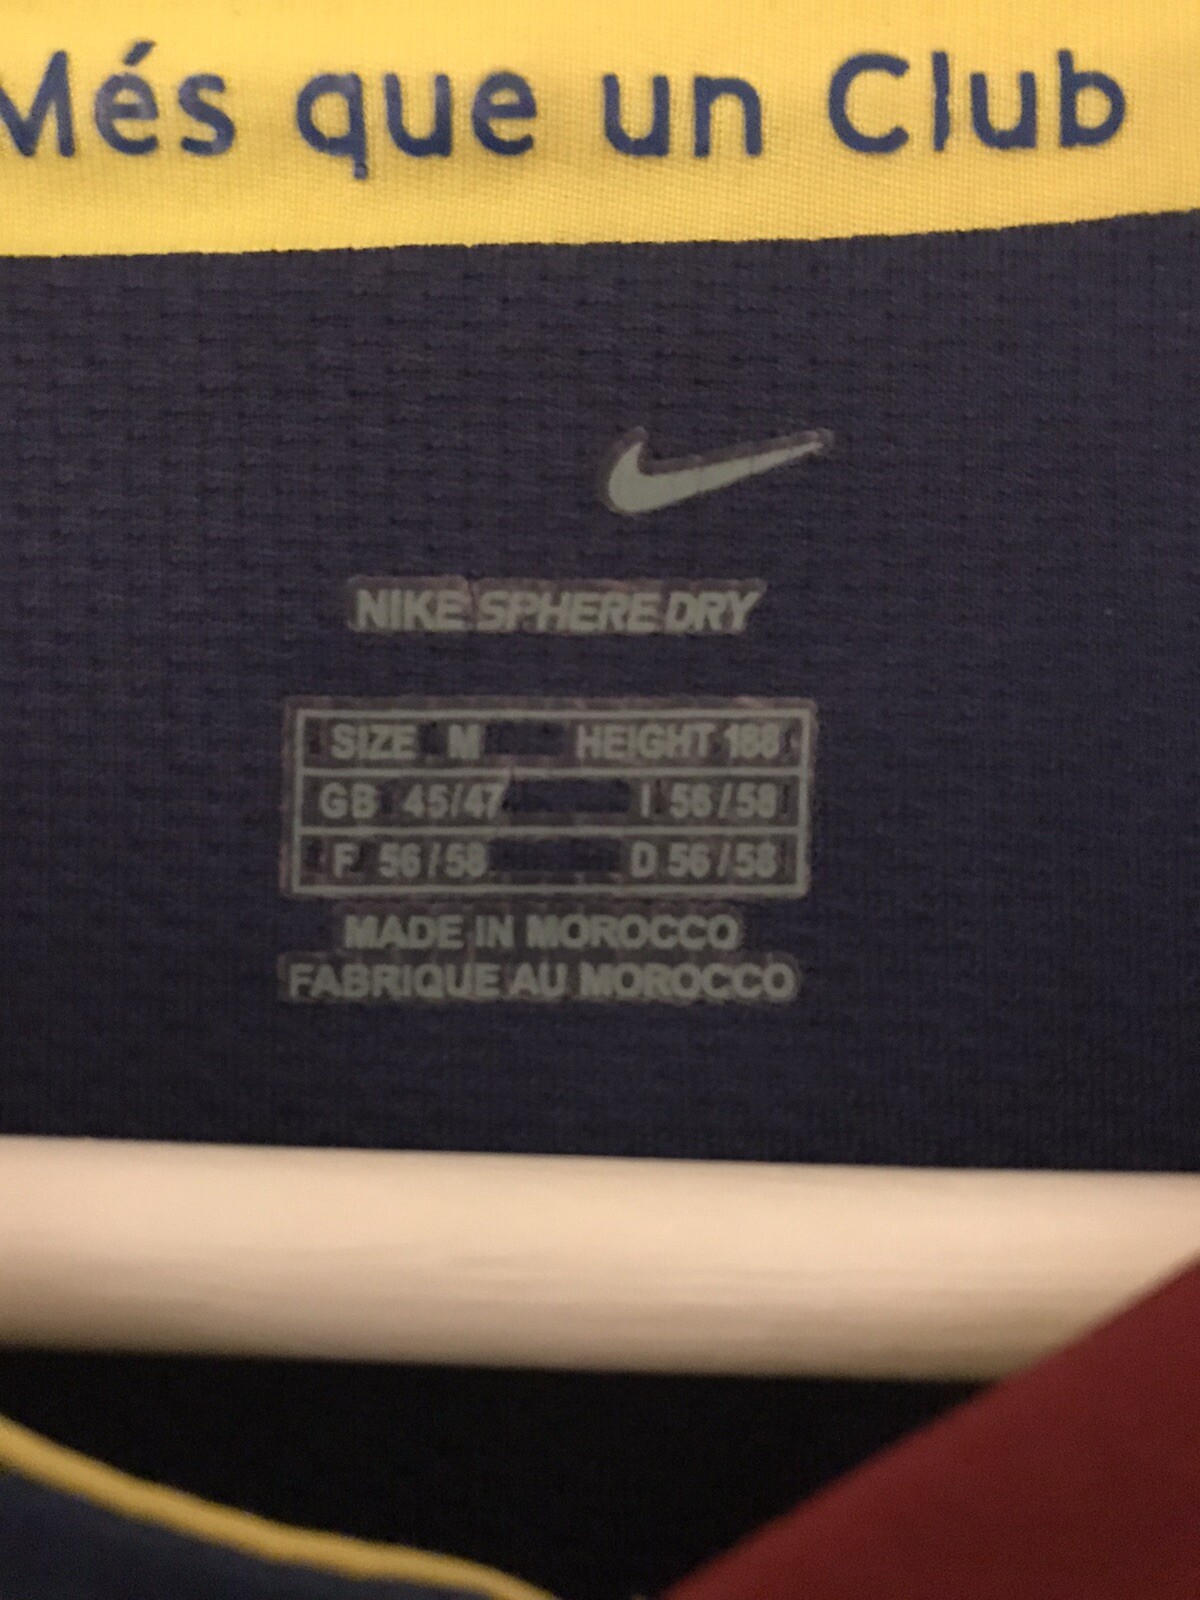 Més que un Club
NIKE SPHERE DRY
SIZE M HEIGHT 188
GB 45/47 I 56/58
F 56/58 D 56/58
MADE IN MOROCCO
FABRIQUE AU MOROCCO